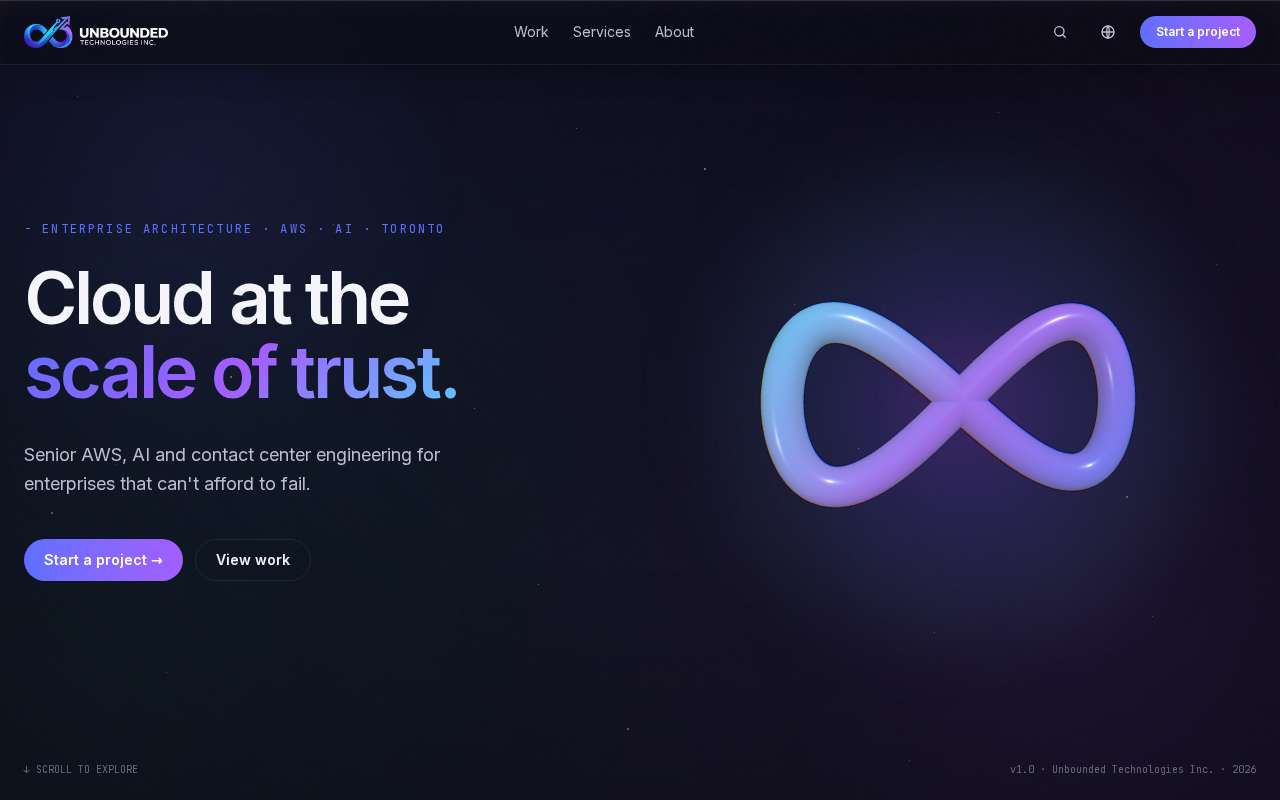 UNBOUNDED
TECHNOLOGIES INC.
Work
Services
About
Start a project
- ENTERPRISE ARCHITECTURE · AWS · AI · TORONTO
Cloud at the
scale of trust.
Senior AWS, AI and contact center engineering for
enterprises that can't afford to fail.
Start a project →
View work
↓ SCROLL TO EXPLORE
v1.0 · Unbounded Technologies Inc. · 2026